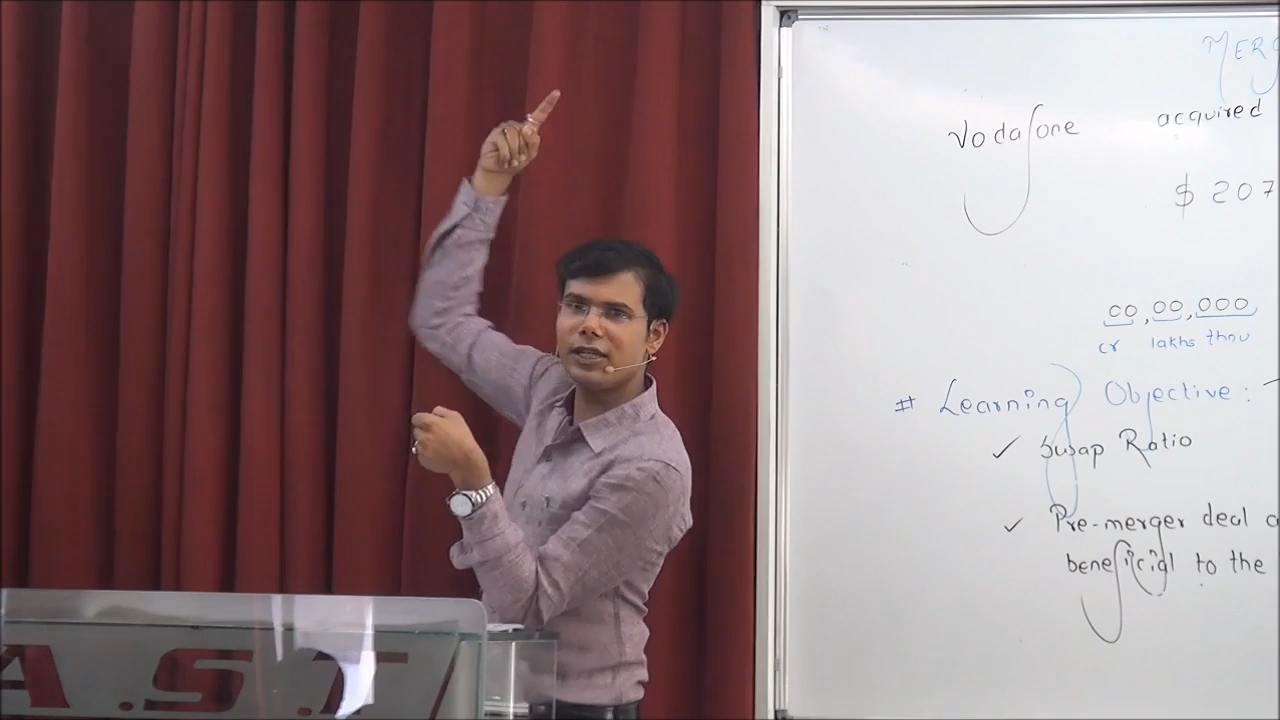 MERG
Vodafone acquired
$ 207
00,00,000
cr lakhs thou
# Learning Objective :
✓ Swap Ratio
✓ Pre-merger deal
beneficial to the
A.S.T